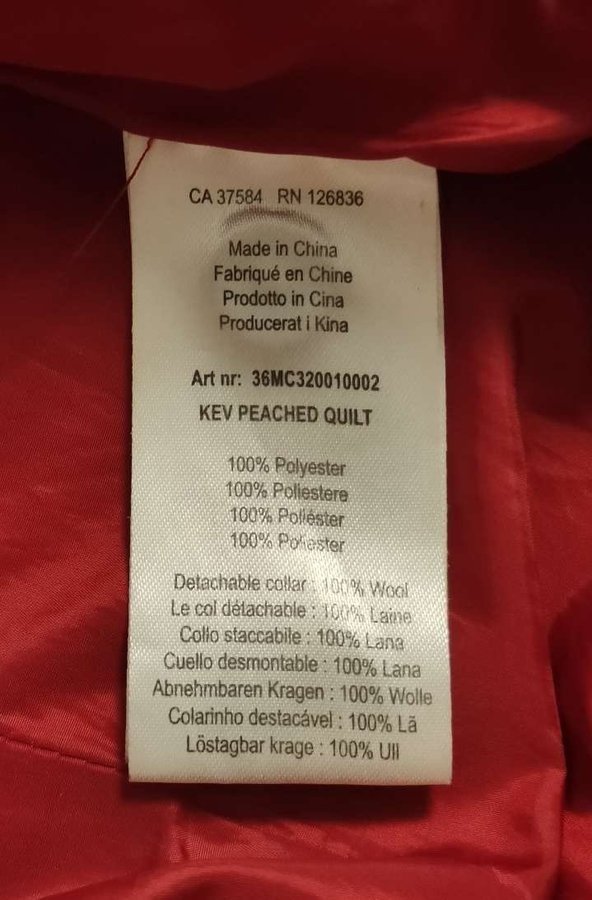 CA 37584 RN 126836
Made in China
Fabriqué en Chine
Prodotto in Cina
Producerat i Kina
Art nr: 36MC320010002
KEV PEACHED QUILT
100% Polyester
100% Poliestere
100% Poliéster
100% Poliester
Detachable collar : 100% Wool
Le col détachable : 100% Laine
Collo staccabile : 100% Lana
Cuello desmontable : 100% Lana
Abnehmbaren Kragen : 100% Wolle
Colarinho destacável : 100% Lã
Löstagbar krage : 100% Ull